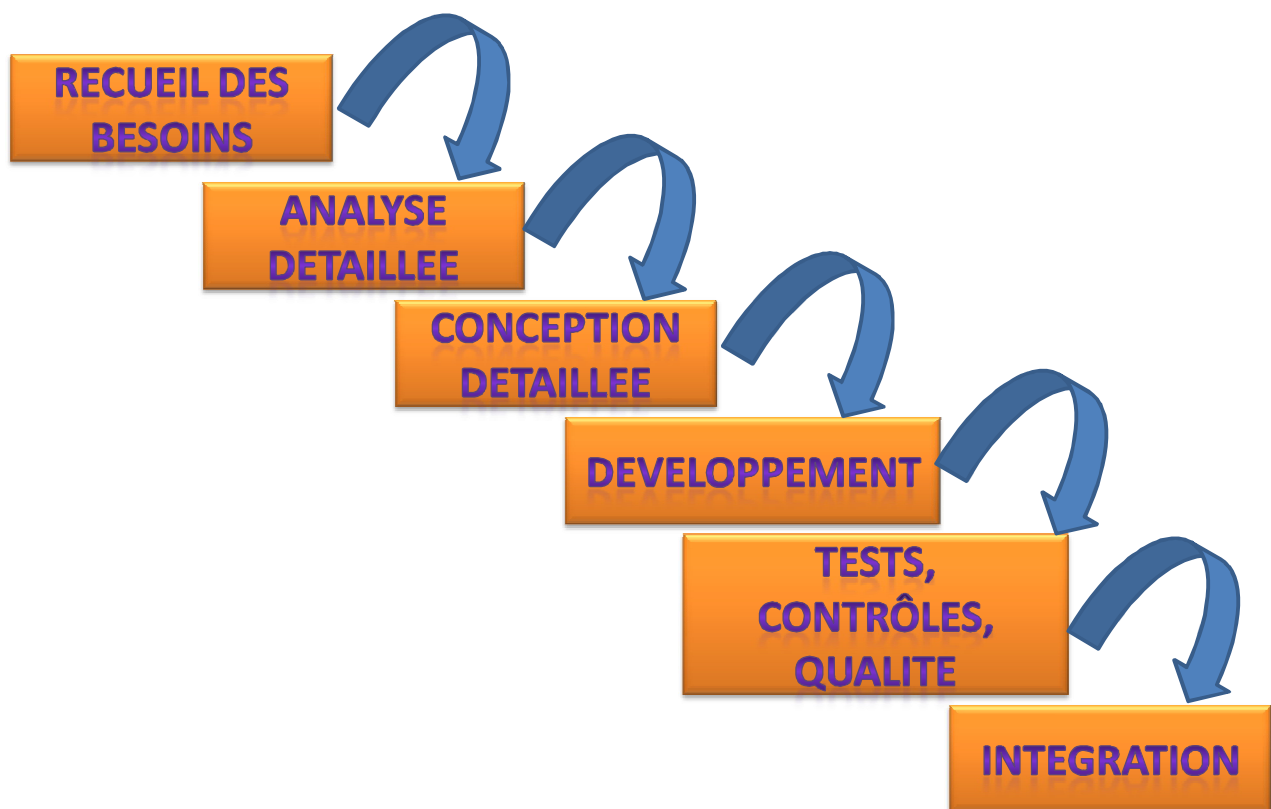 RECUEIL DES
BESOINS
ANALYSE
DETAILLEE
CONCEPTION
DETAILLEE
DEVELOPPEMENT
TESTS,
CONTRÔLES,
QUALITE
INTEGRATION